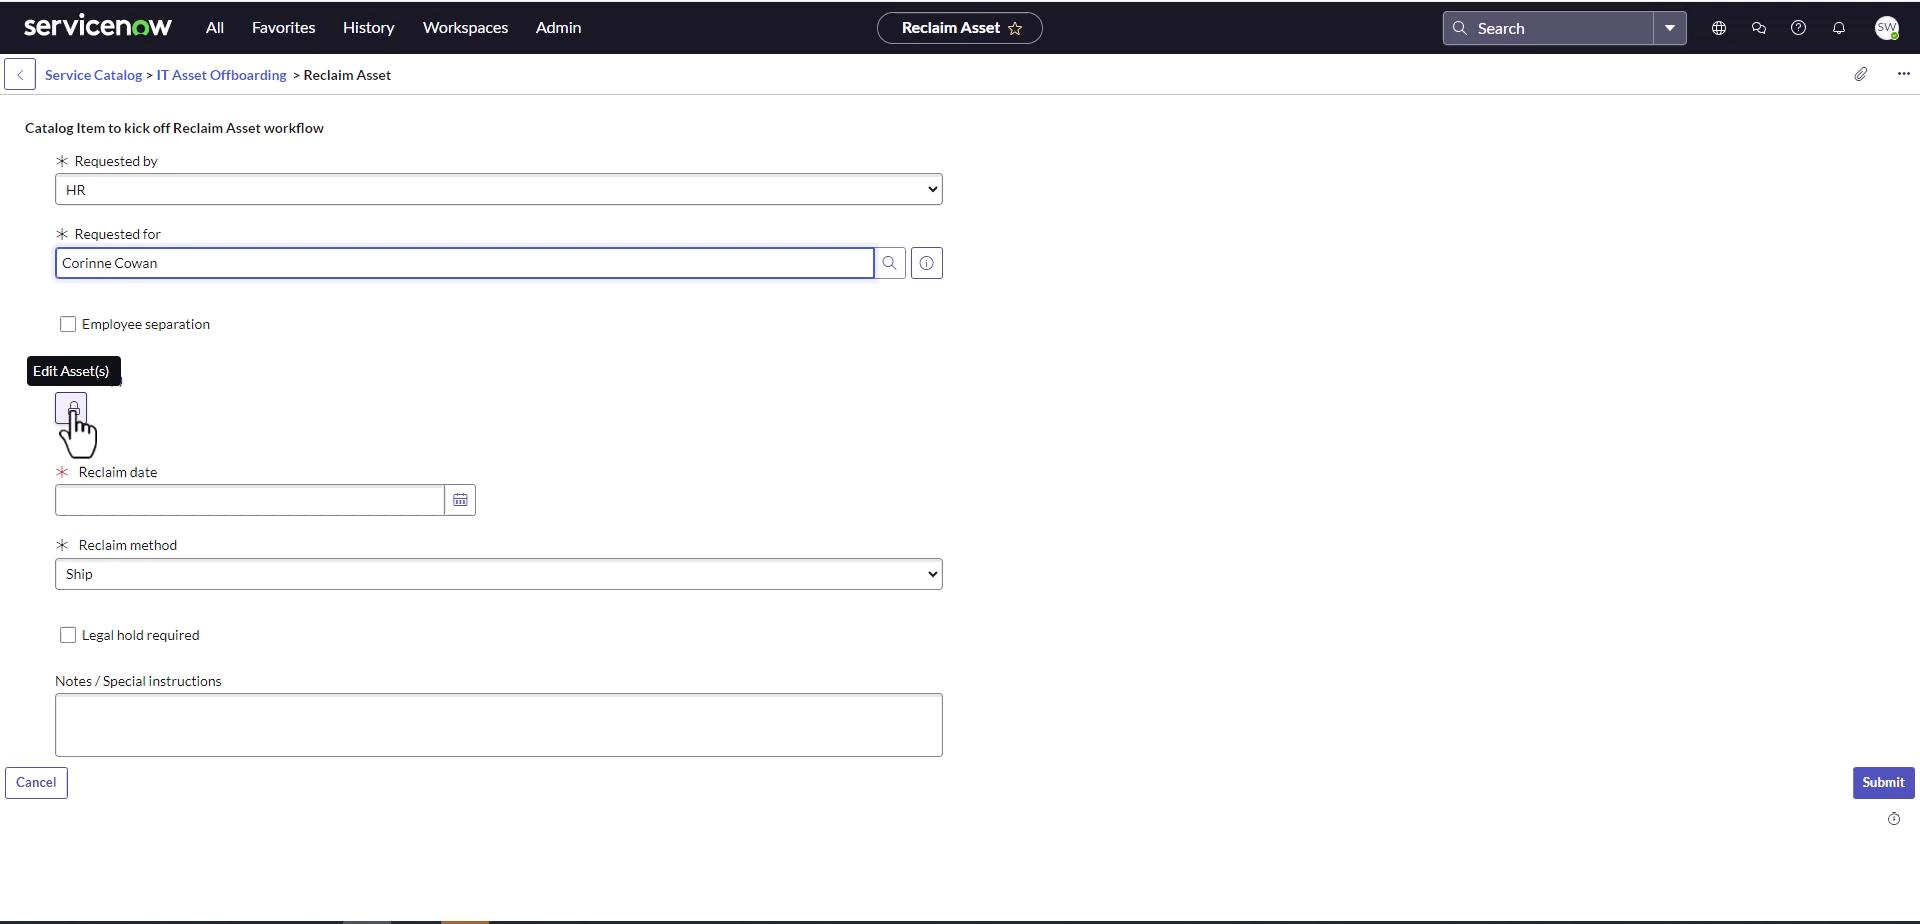 servicenow All Favorites History Workspaces Admin Reclaim Asset Search SW
Service Catalog > IT Asset Offboarding > Reclaim Asset
Catalog Item to kick off Reclaim Asset workflow
Requested by
HR
Requested for
Corinne Cowan
Employee separation
Edit Asset(s)
Reclaim date
Reclaim method
Ship
Legal hold required
Notes / Special instructions
Cancel Submit